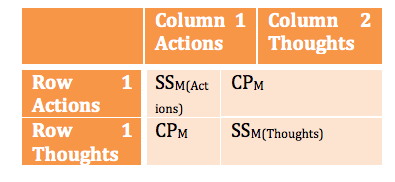 Column 1 Column 2
Actions Thoughts
Row 1 SSM(Act CPM
Actions ions)
Row 1 CPM SSM(Thoughts)
Thoughts